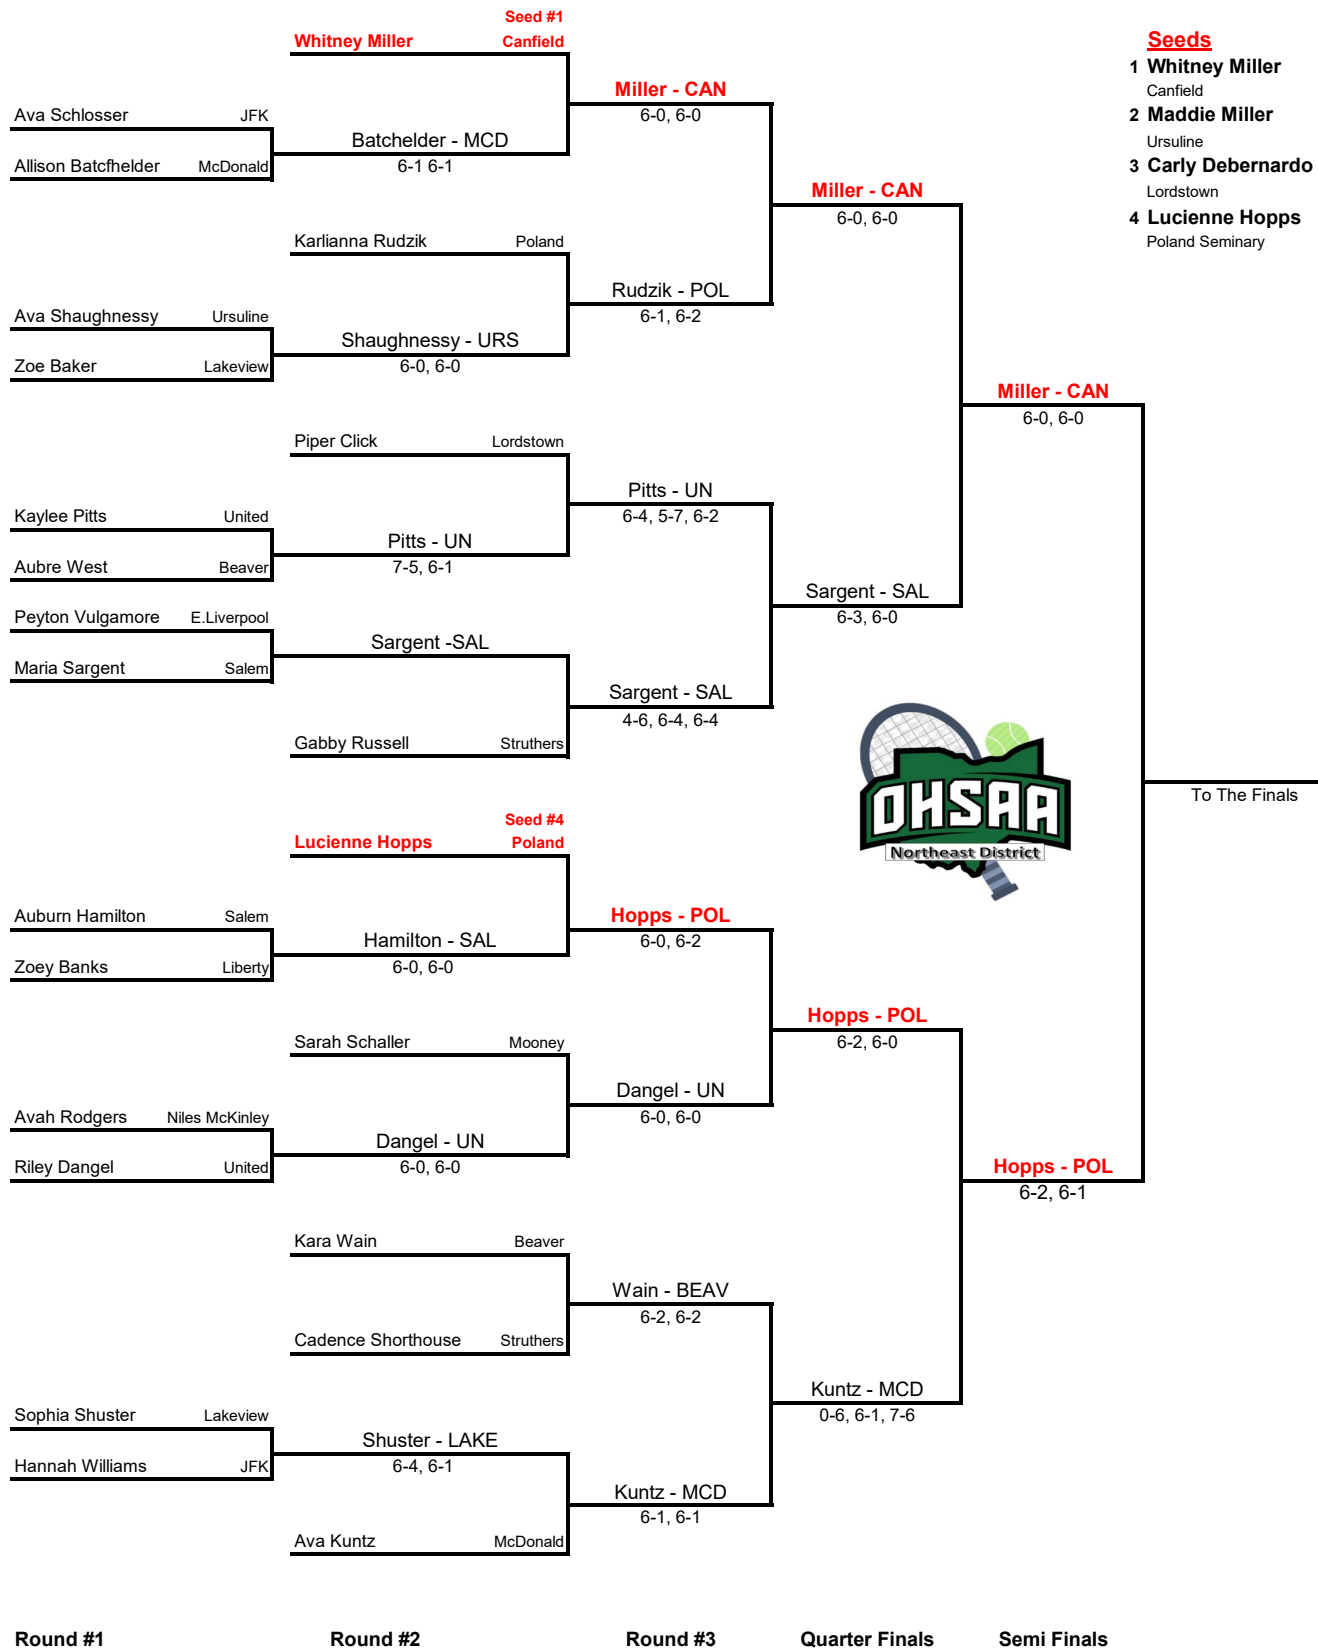 Seed #1
Whitney Miller Canfield
Seeds
1 Whitney Miller
Canfield
2 Maddie Miller
Ursuline
3 Carly Debernardo
Lordstown
4 Lucienne Hopps
Poland Seminary
Miller - CAN
6-0, 6-0
Ava Schlosser JFK
Batchelder - MCD
6-1 6-1
Allison Batcfhelder McDonald
Miller - CAN
6-0, 6-0
Karlianna Rudzik Poland
Rudzik - POL
6-1, 6-2
Ava Shaughnessy Ursuline
Shaughnessy - URS
6-0, 6-0
Zoe Baker Lakeview
Miller - CAN
6-0, 6-0
Piper Click Lordstown
Pitts - UN
6-4, 5-7, 6-2
Kaylee Pitts United
Pitts - UN
7-5, 6-1
Aubre West Beaver
Sargent - SAL
6-3, 6-0
Peyton Vulgamore E.Liverpool
Sargent -SAL
Maria Sargent Salem
Sargent - SAL
4-6, 6-4, 6-4
Gabby Russell Struthers
OHSAA
Northeast District
To The Finals
Seed #4
Lucienne Hopps Poland
Hopps - POL
6-0, 6-2
Auburn Hamilton Salem
Hamilton - SAL
6-0, 6-0
Zoey Banks Liberty
Hopps - POL
6-2, 6-0
Sarah Schaller Mooney
Dangel - UN
6-0, 6-0
Avah Rodgers Niles McKinley
Dangel - UN
6-0, 6-0
Riley Dangel United
Hopps - POL
6-2, 6-1
Kara Wain Beaver
Wain - BEAV
6-2, 6-2
Cadence Shorthouse Struthers
Kuntz - MCD
0-6, 6-1, 7-6
Sophia Shuster Lakeview
Shuster - LAKE
6-4, 6-1
Hannah Williams JFK
Kuntz - MCD
6-1, 6-1
Ava Kuntz McDonald
Round #1 Round #2 Round #3 Quarter Finals Semi Finals